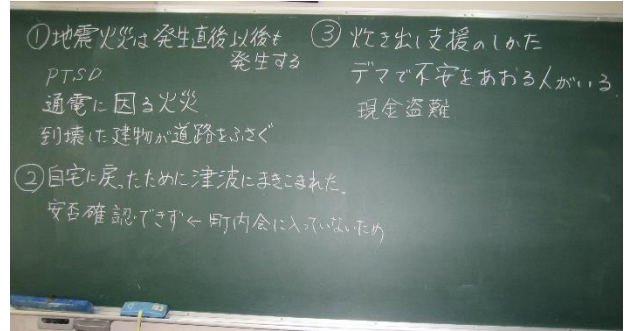 ①地震火災は発生直後以後も
発生する
PTSD
通電に因る火災
到壊した建物が道路をふさぐ
②自宅に戻ったために津波にまきこまれた。
安否確認できず←町内会に入っていないため
③炊き出し支援のしかた
デマで不安をあおる人がいる
現金盗難